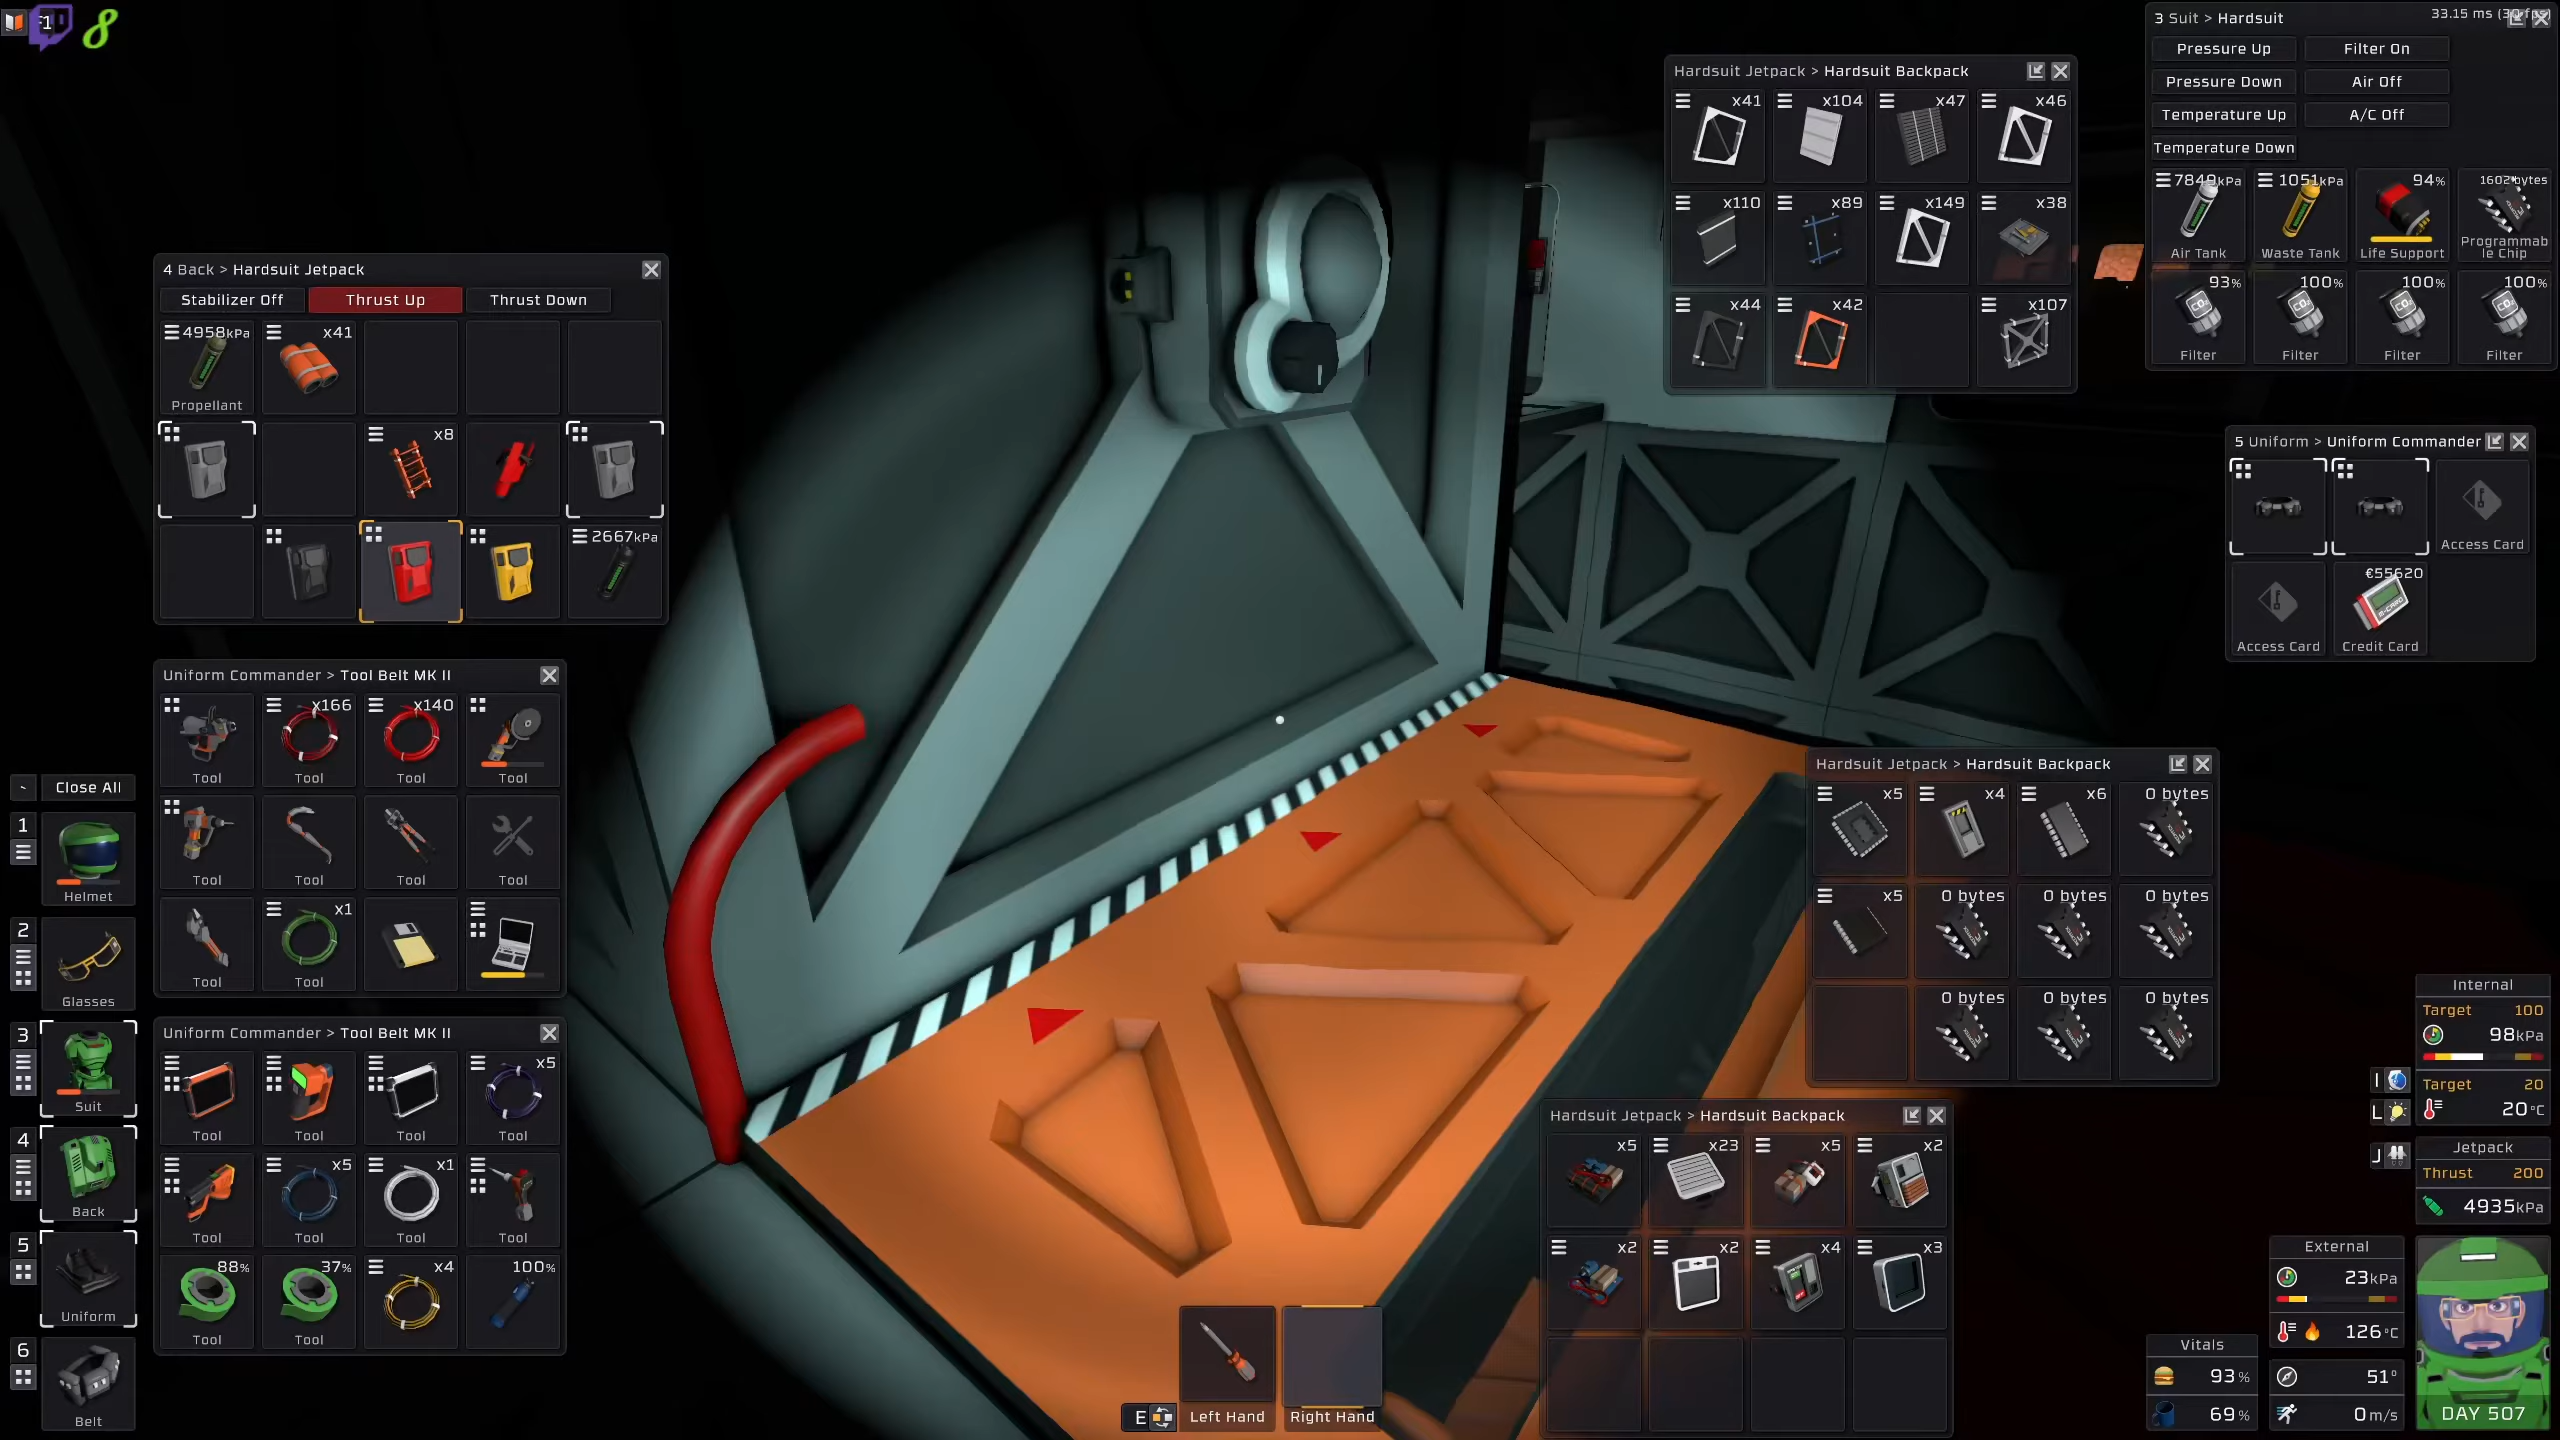 F1
8
33.15 ms (30 fps)
3 Suit > Hardsuit
Pressure Up
Filter On
Pressure Down
Air Off
Temperature Up
A/C Off
Temperature Down
7849kPa
1051kPa
94%
1602 bytes
Air Tank
Waste Tank
Life Support
Programmab
le Chip
93%
100%
100%
100%
Filter
Filter
Filter
Filter
Hardsuit Jetpack > Hardsuit Backpack
x41
x104
x47
x46
x110
x89
x149
x38
x44
x42
x107
4 Back > Hardsuit Jetpack
Stabilizer Off
Thrust Up
Thrust Down
4958kPa
x41
Propellant
x8
2667kPa
5 Uniform > Uniform Commander
Access Card
€55620
Access Card
Credit Card
Uniform Commander > Tool Belt MK II
x166
x140
Tool
Tool
Tool
Tool
Tool
Tool
Tool
Tool
x1
Tool
Tool
~
Close All
1
Helmet
2
Glasses
3
Suit
4
Back
5
Uniform
6
Belt
Uniform Commander > Tool Belt MK II
x5
Tool
Tool
Tool
Tool
x5
x1
Tool
Tool
Tool
Tool
88%
37%
x4
100%
Tool
Tool
Hardsuit Jetpack > Hardsuit Backpack
x5
x4
x6
0 bytes
x5
0 bytes
0 bytes
0 bytes
0 bytes
0 bytes
0 bytes
Hardsuit Jetpack > Hardsuit Backpack
x5
x23
x5
x2
x2
x2
x4
x3
E
Left Hand
Right Hand
Internal
Target 100
98kPa
I
Target 20
L
20°C
J
Jetpack
Thrust 200
4935kPa
External
23kPa
126°C
Vitals
93%
51°
69%
0m/s
DAY 507